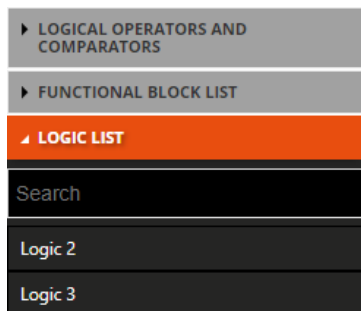 LOGICAL OPERATORS AND
COMPARATORS
FUNCTIONAL BLOCK LIST
LOGIC LIST
Search
Logic 2
Logic 3